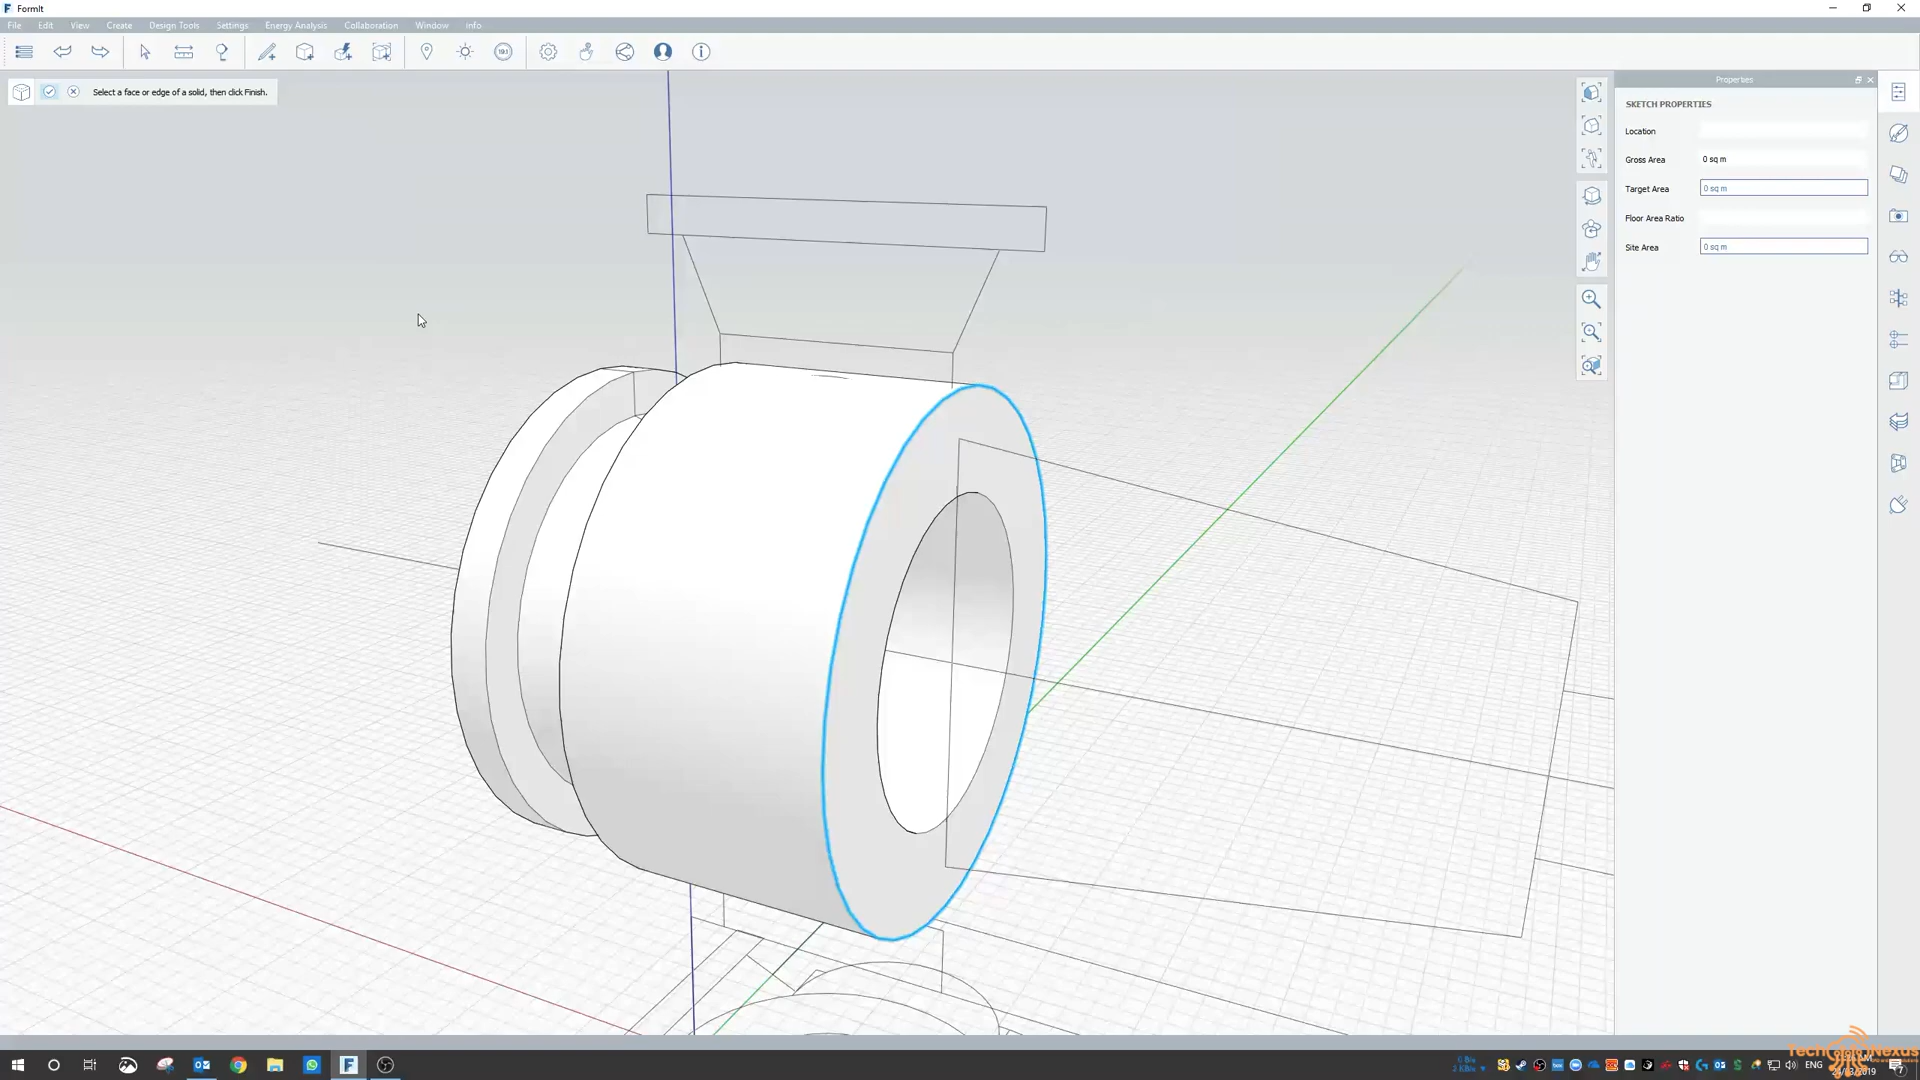 FormIt
File Edit View Create Design Tools Settings Energy Analysis Collaboration Window Info
Select a face or edge of a solid, then click Finish.
Properties
SKETCH PROPERTIES
Location
Gross Area 0 sq m
Target Area 0 sq m
Floor Area Ratio
Site Area 0 sq m
ENG